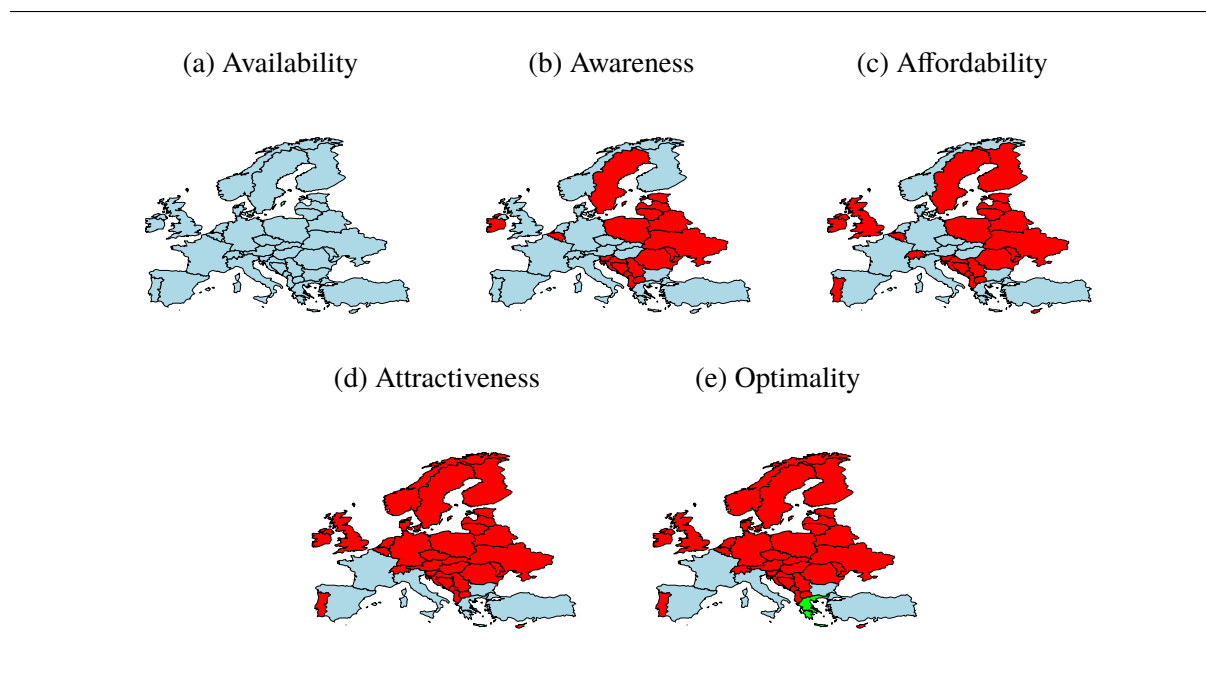 (a) Availability
(b) Awareness
(c) Affordability
(d) Attractiveness
(e) Optimality